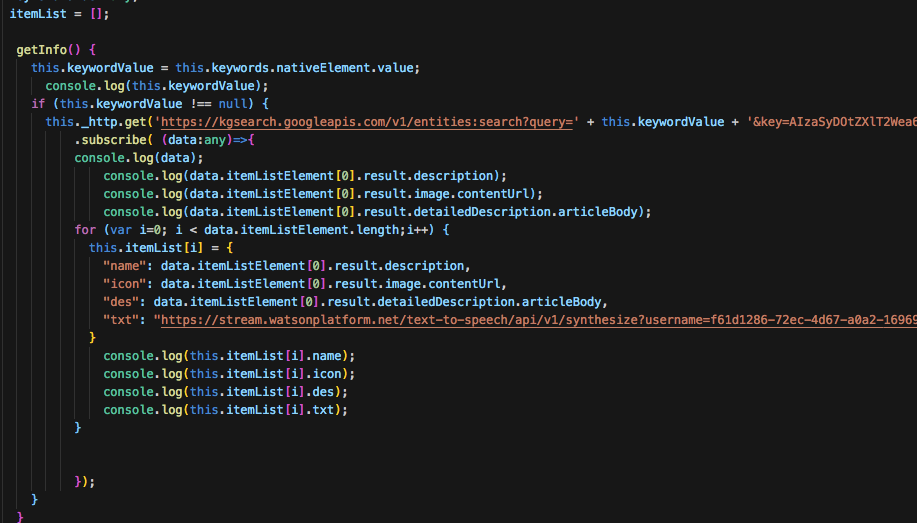 itemList = [];
getInfo() {
this.keywordValue = this.keywords.nativeElement.value;
console.log(this.keywordValue);
if (this.keywordValue !== null) {
this._http.get('https://kgsearch.googleapis.com/v1/entities:search?query=' + this.keywordValue + '&key=AIzaSyDOtZXlT2Wea6
.subscribe( (data:any)=>{
console.log(data);
console.log(data.itemListElement[0].result.description);
console.log(data.itemListElement[0].result.image.contentUrl);
console.log(data.itemListElement[0].result.detailedDescription.articleBody);
for (var i=0; i < data.itemListElement.length;i++) {
this.itemList[i] = {
"name": data.itemListElement[0].result.description,
"icon": data.itemListElement[0].result.image.contentUrl,
"des": data.itemListElement[0].result.detailedDescription.articleBody,
"txt": "https://stream.watsonplatform.net/text-to-speech/api/v1/synthesize?username=f61d1286-72ec-4d67-a0a2-16969
}
console.log(this.itemList[i].name);
console.log(this.itemList[i].icon);
console.log(this.itemList[i].des);
console.log(this.itemList[i].txt);
}
});
}
}